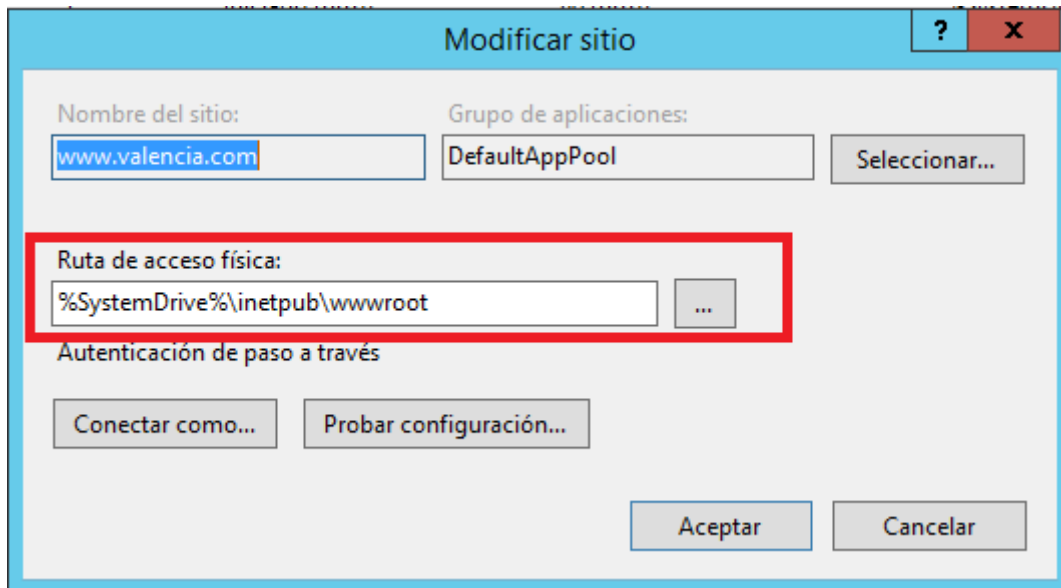 Modificar sitio
?
x
Nombre del sitio:
Grupo de aplicaciones:
www.valencia.com
DefaultAppPool
Seleccionar...
Ruta de acceso física:
%SystemDrive%\inetpub\wwwroot
...
Autenticación de paso a través
Conectar como...
Probar configuración...
Aceptar
Cancelar